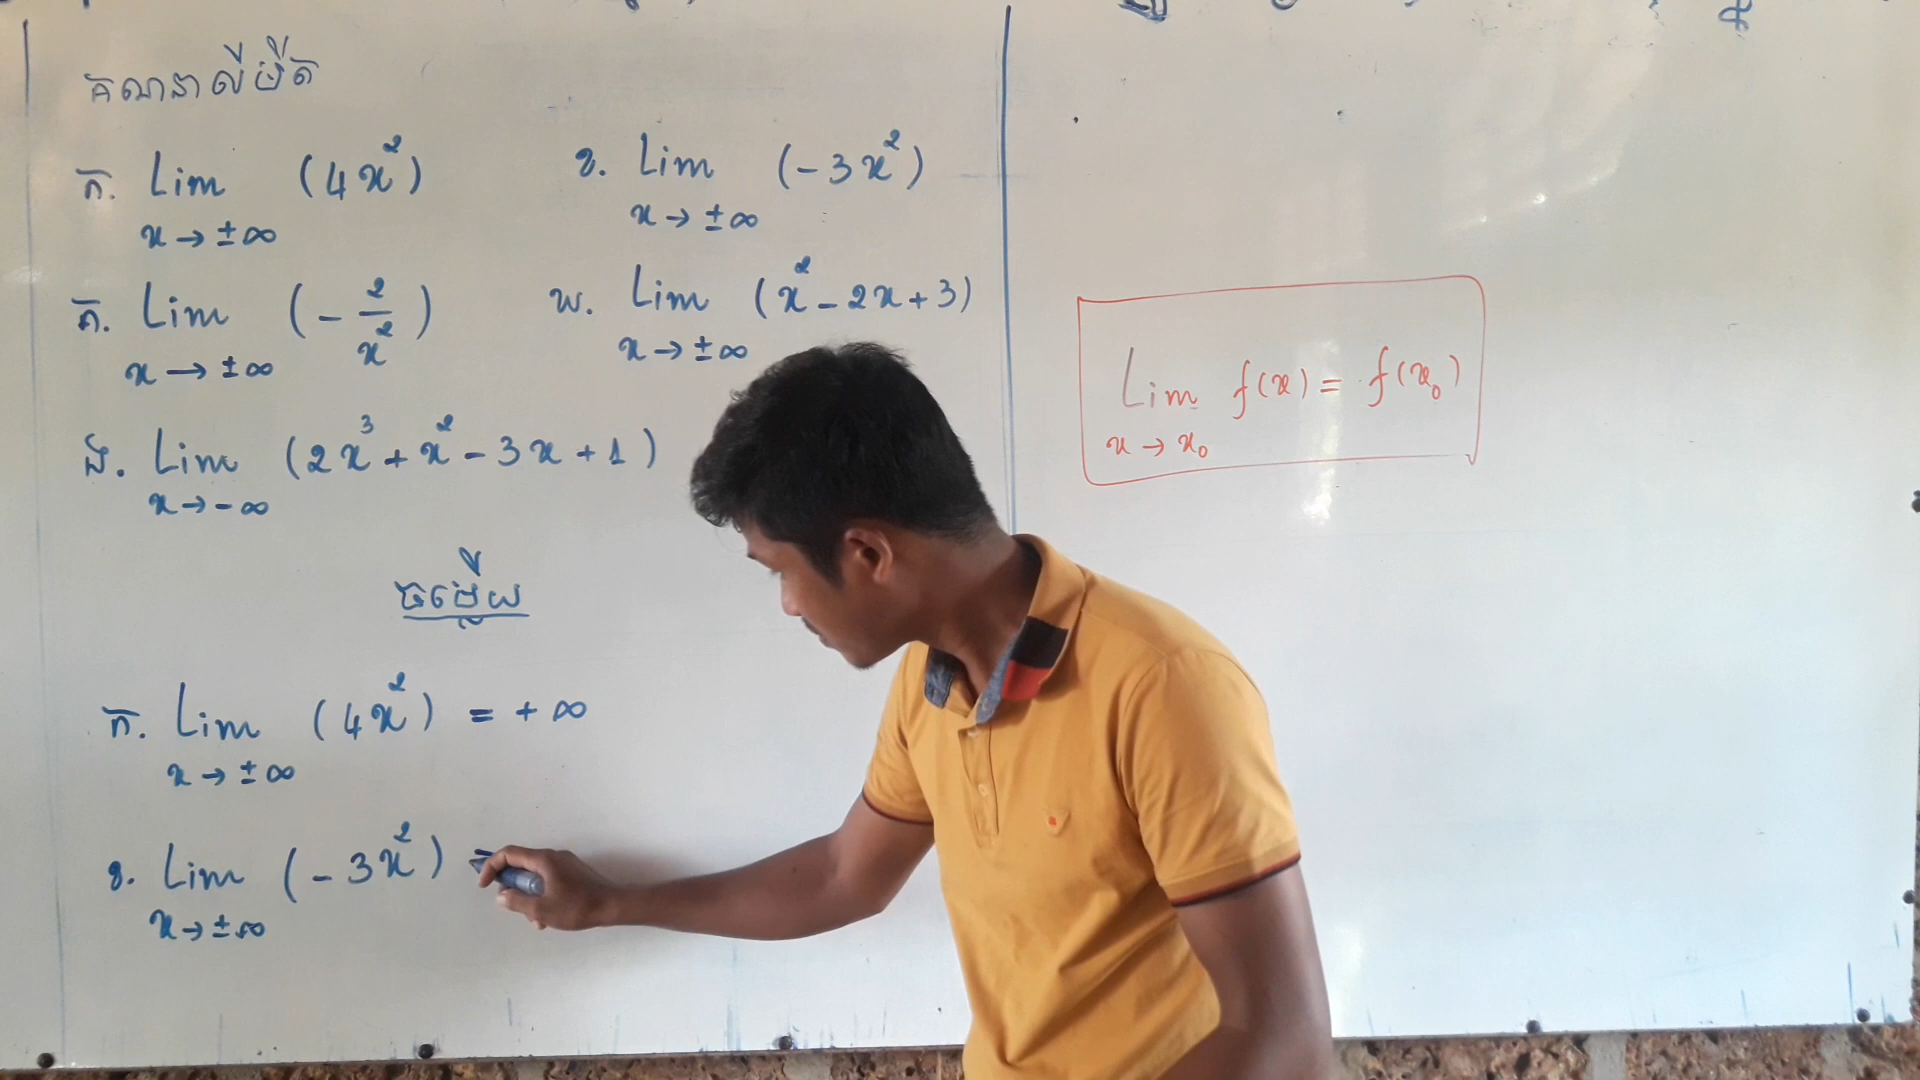 គណនាលីមីត
ក. Lim (4x²) ខ. Lim (-3x²)
x → ±∞ x → ±∞
គ. Lim (- 2/x²) ឃ. Lim (x² - 2x + 3)
x → ±∞ x → ±∞
ង. Lim (2x³ + x² - 3x + 1)
x → -∞
ចម្លើយ
ក. Lim (4x²) = +∞
x → ±∞
ខ. Lim (-3x²) =
x → ±∞
Lim f(x) = f(x₀)
x → x₀